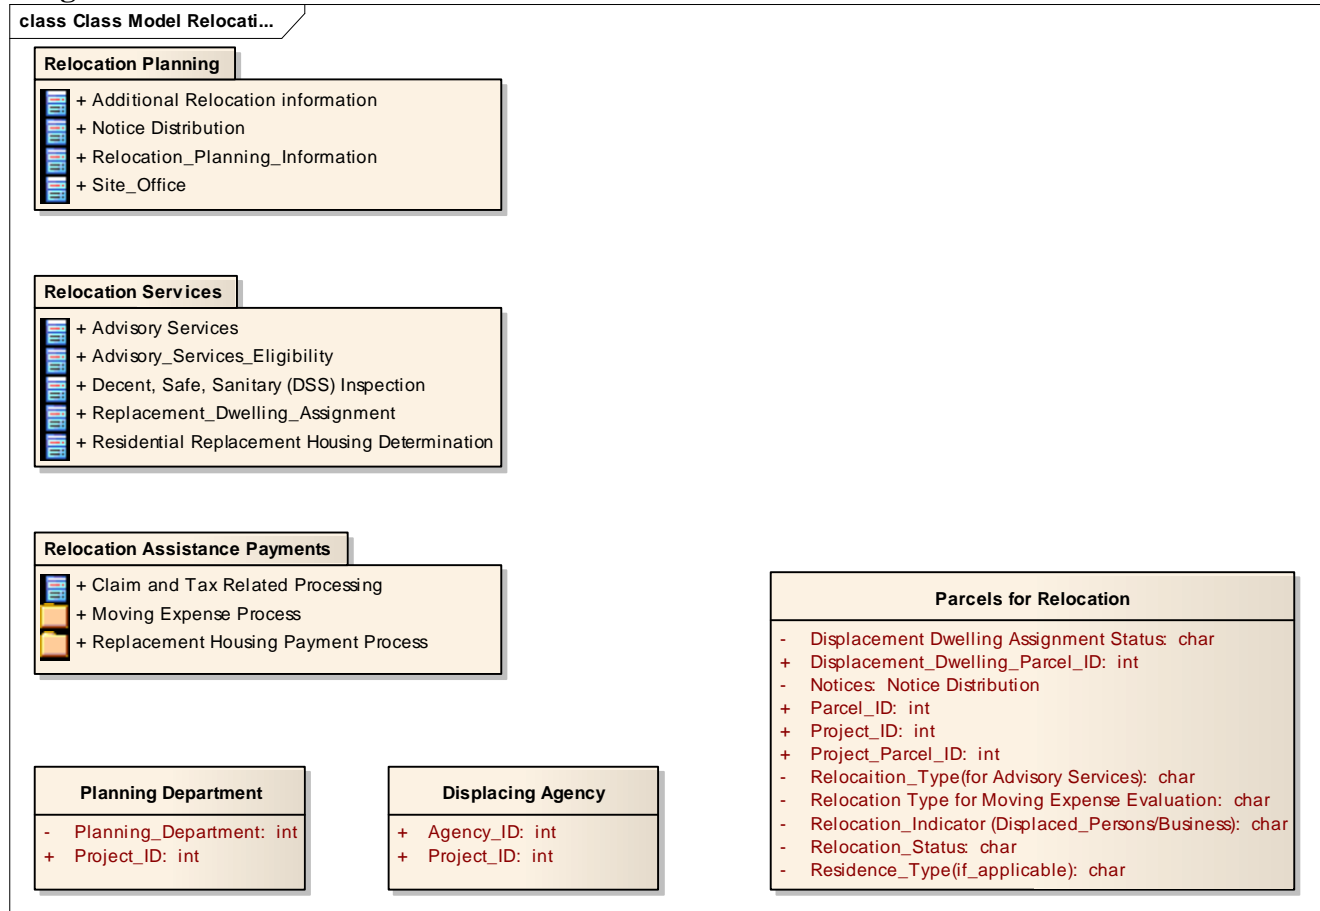 class Class Model Relocati...
Relocation Planning
+ Additional Relocation information
+ Notice Distribution
+ Relocation_Planning_Information
+ Site_Office
Relocation Services
+ Advisory Services
+ Advisory_Services_Eligibility
+ Decent, Safe, Sanitary (DSS) Inspection
+ Replacement_Dwelling_Assignment
+ Residential Replacement Housing Determination
Relocation Assistance Payments
+ Claim and Tax Related Processing
+ Moving Expense Process
+ Replacement Housing Payment Process
Parcels for Relocation
- Displacement Dwelling Assignment Status: char
+ Displacement_Dwelling_Parcel_ID: int
- Notices: Notice Distribution
+ Parcel_ID: int
+ Project_ID: int
+ Project_Parcel_ID: int
- Relocaition_Type(for Advisory Services): char
- Relocation Type for Moving Expense Evaluation: char
- Relocation_Indicator (Displaced_Persons/Business): char
- Relocation_Status: char
- Residence_Type(if_applicable): char
Planning Department
- Planning_Department: int
+ Project_ID: int
Displacing Agency
+ Agency_ID: int
+ Project_ID: int